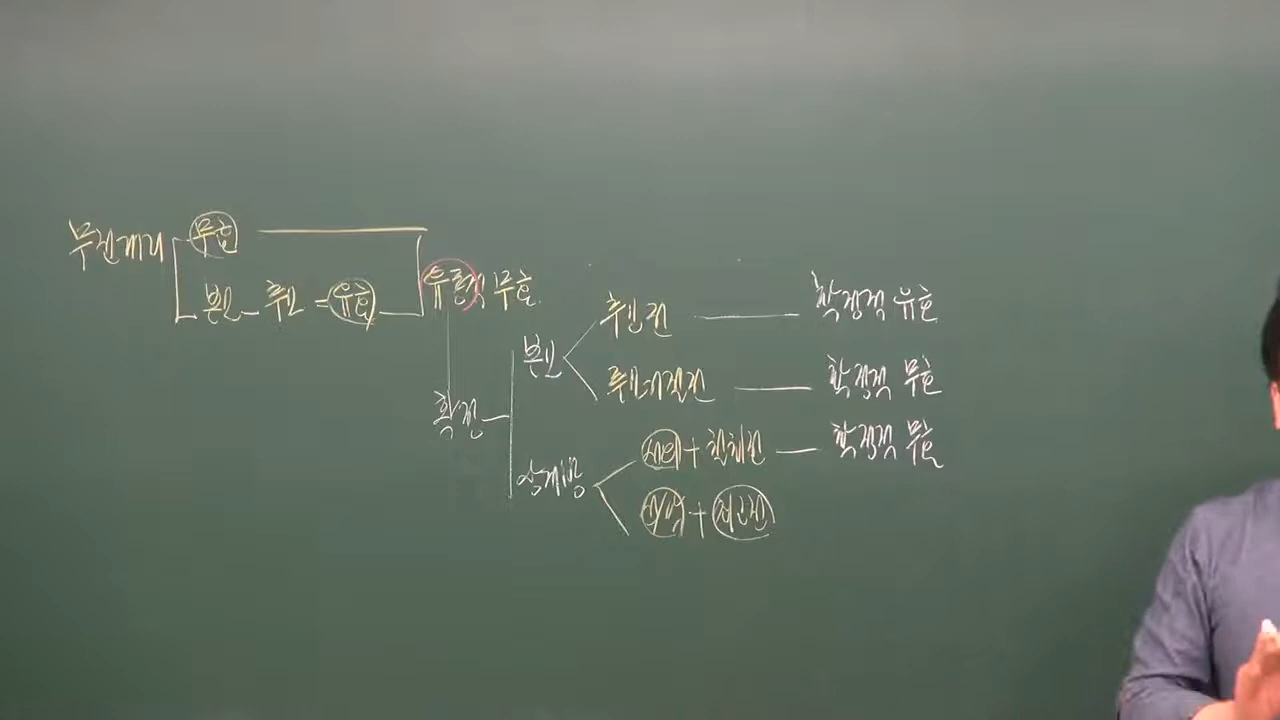 무권대리 무효
본인 - 추인 = 유효
유동적 무효
확정
본인
추인권 확정적 유효
추인거절권 확정적 무효
상대방
선의 + 철회권 확정적 무효
선악 + 최고권